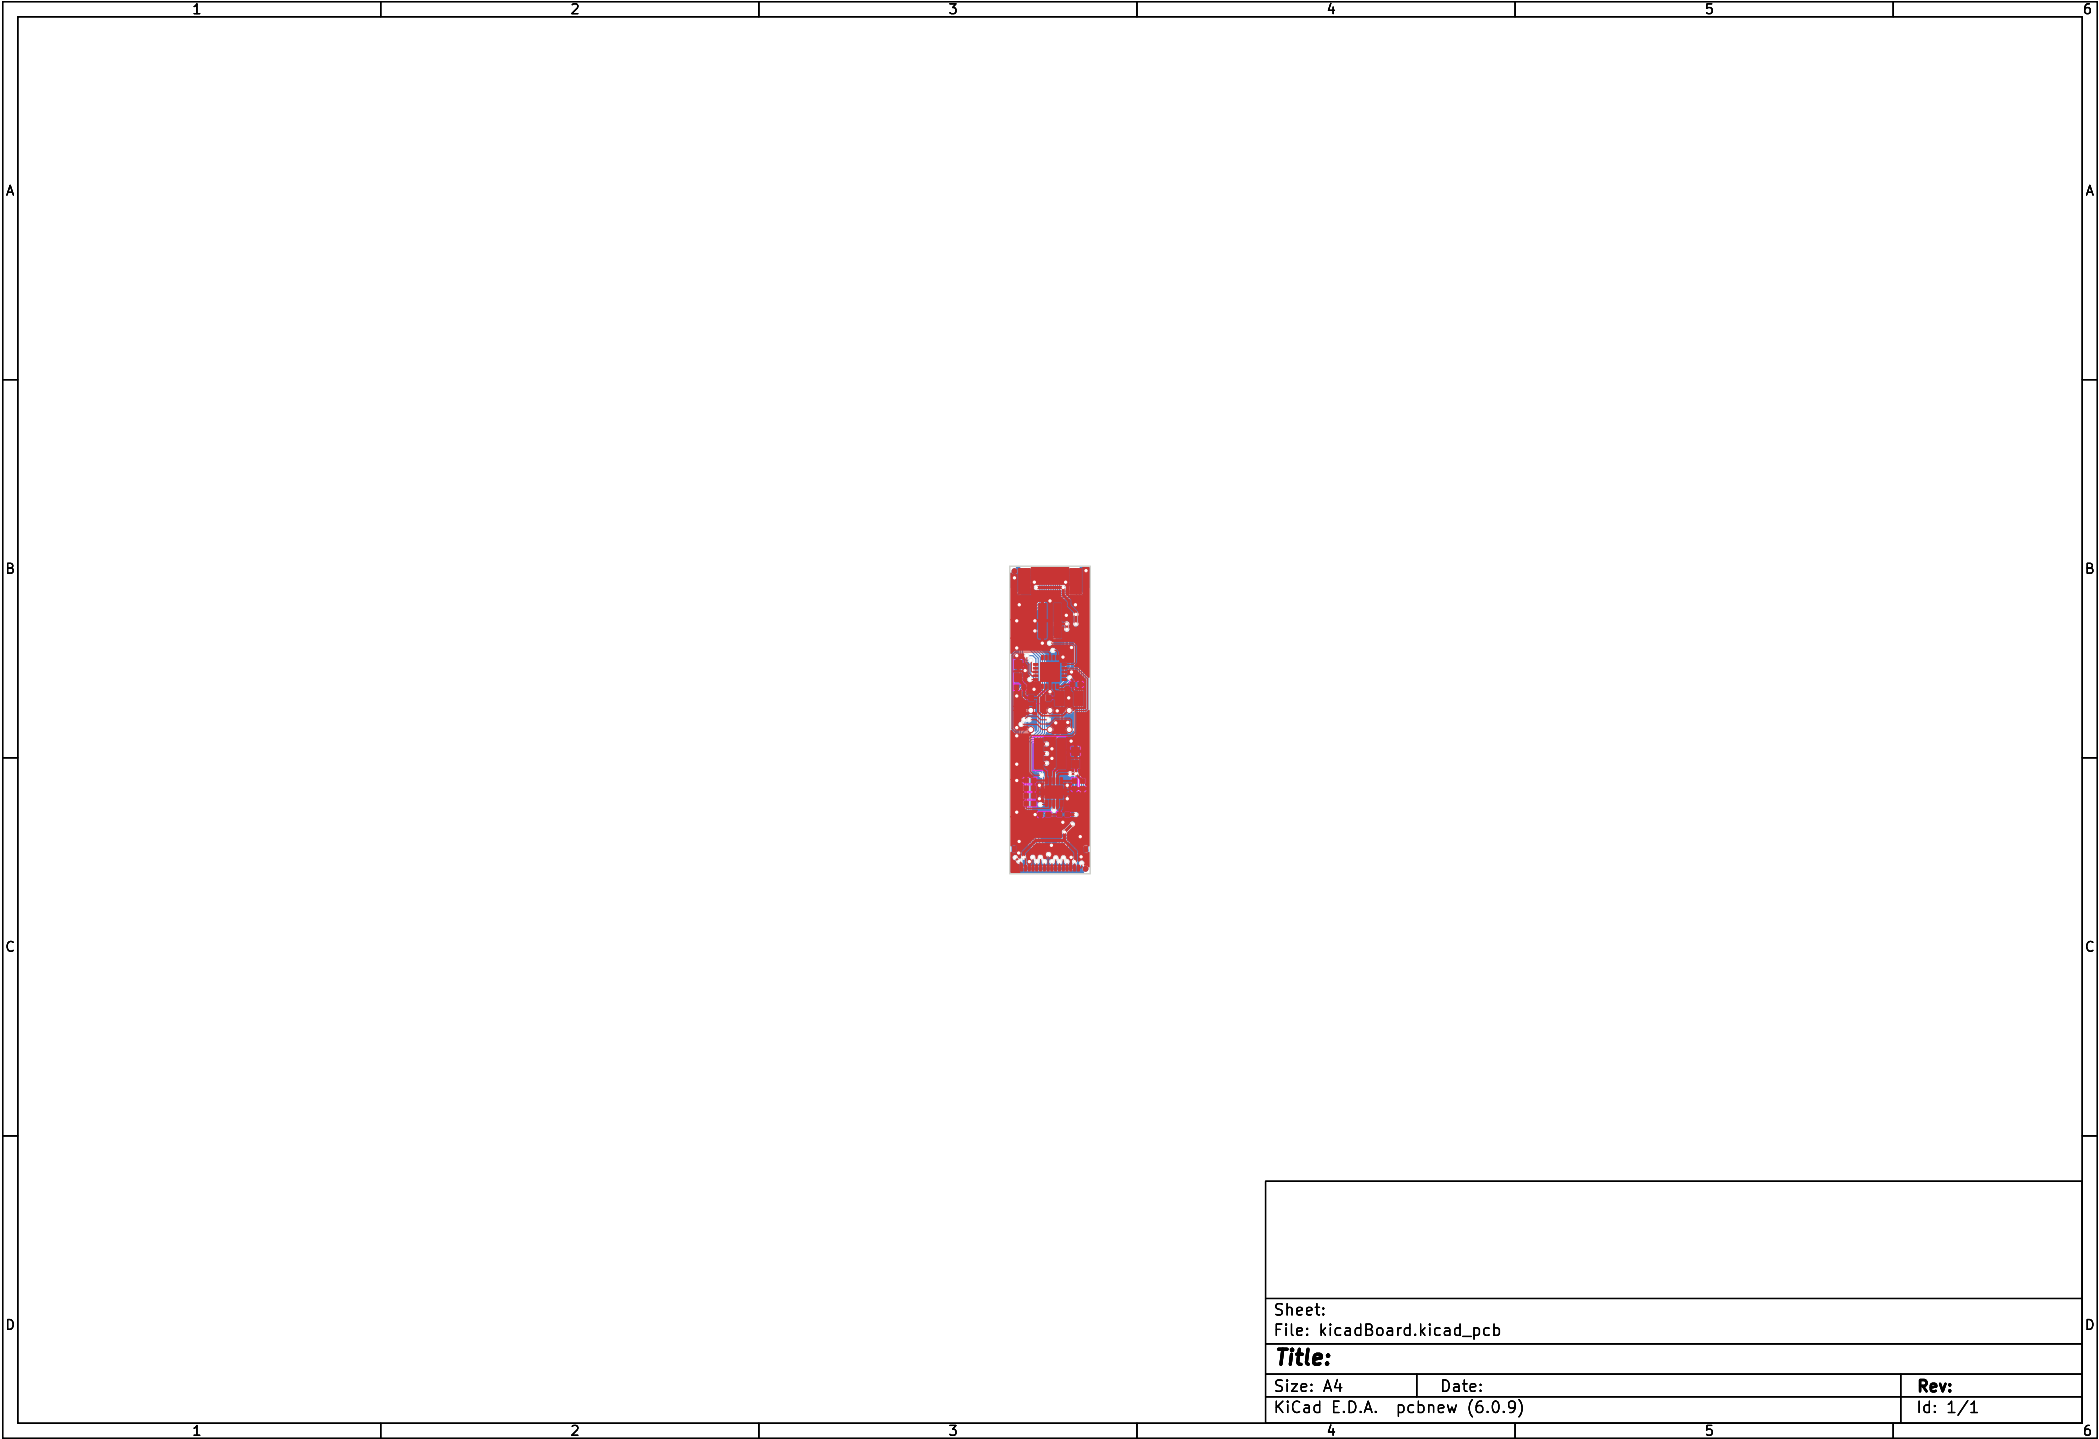 1 2 3 4 5 6
A A
B B
C C
Sheet:
File: kicadBoard.kicad_pcb
D D
Title:
Size: A4 Date: Rev:
KiCad E.D.A. pcbnew (6.0.9) Id: 1/1
1 2 3 4 5 6